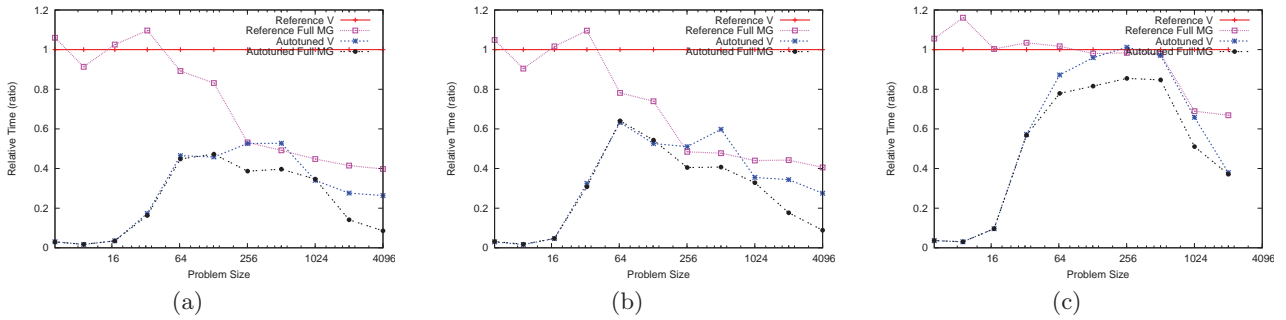 Relative Time (ratio)
1.2
1
0.8
0.6
0.4
0.2
0
16
64
256
1024
4096
Problem Size
Reference V
Reference Full MG
Autotuned V
Autotuned Full MG
(a)
Relative Time (ratio)
1.2
1
0.8
0.6
0.4
0.2
0
16
64
256
1024
4096
Problem Size
Reference V
Reference Full MG
Autotuned V
Autotuned Full MG
(b)
Relative Time (ratio)
1.2
1
0.8
0.6
0.4
0.2
0
16
64
256
1024
4096
Problem Size
Reference V
Reference Full MG
Autotuned V
Autotuned Full MG
(c)